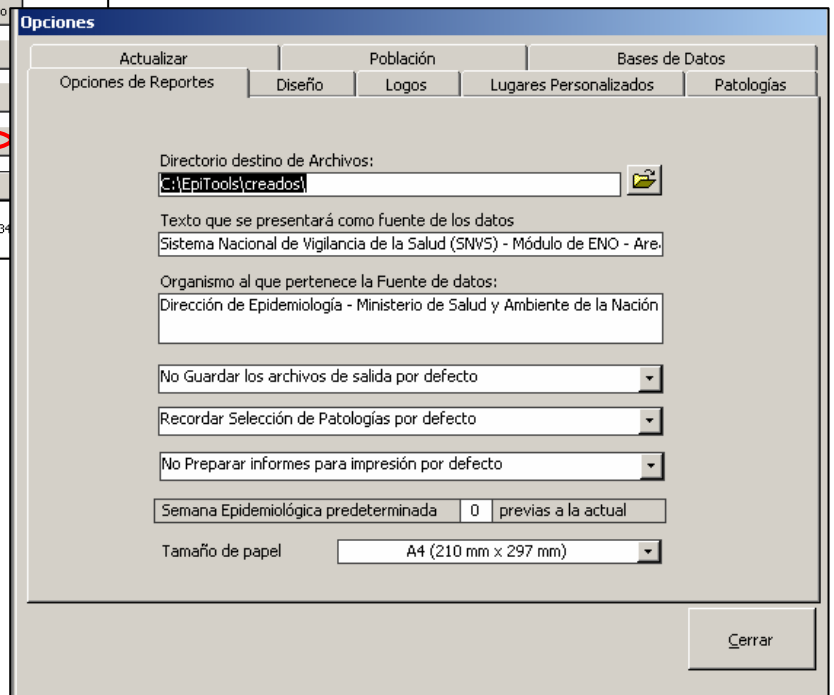 Opciones
Actualizar Población Bases de Datos
Opciones de Reportes Diseño Logos Lugares Personalizados Patologías
Directorio destino de Archivos:
C:\EpiTools\creados\
Texto que se presentará como fuente de los datos
Sistema Nacional de Vigilancia de la Salud (SNVS) - Módulo de ENO - Are
Organismo al que pertenece la Fuente de datos:
Dirección de Epidemiología - Ministerio de Salud y Ambiente de la Nación
No Guardar los archivos de salida por defecto
Recordar Selección de Patologías por defecto
No Preparar informes para impresión por defecto
Semana Epidemiológica predeterminada 0 previas a la actual
Tamaño de papel A4 (210 mm x 297 mm)
Cerrar